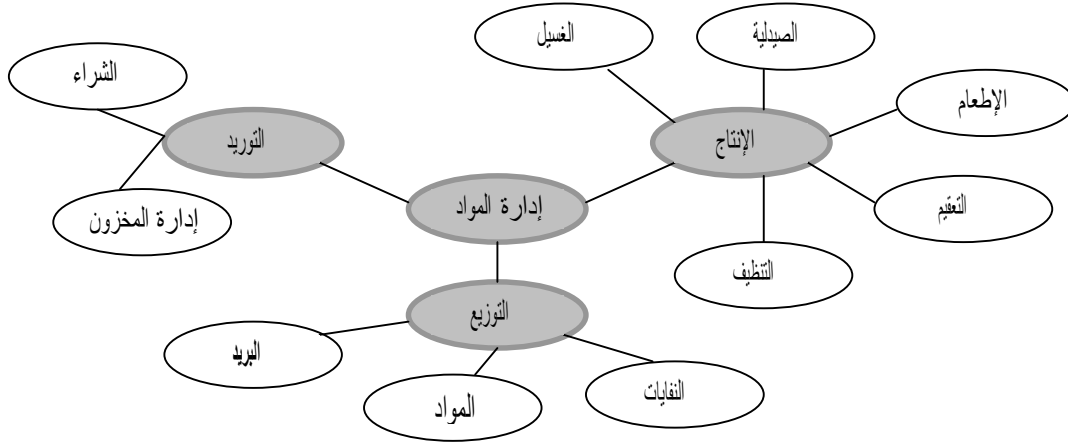 الصيدلية
الغسيل
الشراء
الإطعام
الإنتاج
التوريد
التعقيم
إدارة المواد
إدارة المخزون
التنظيف
التوزيع
البريد
النفايات
المواد